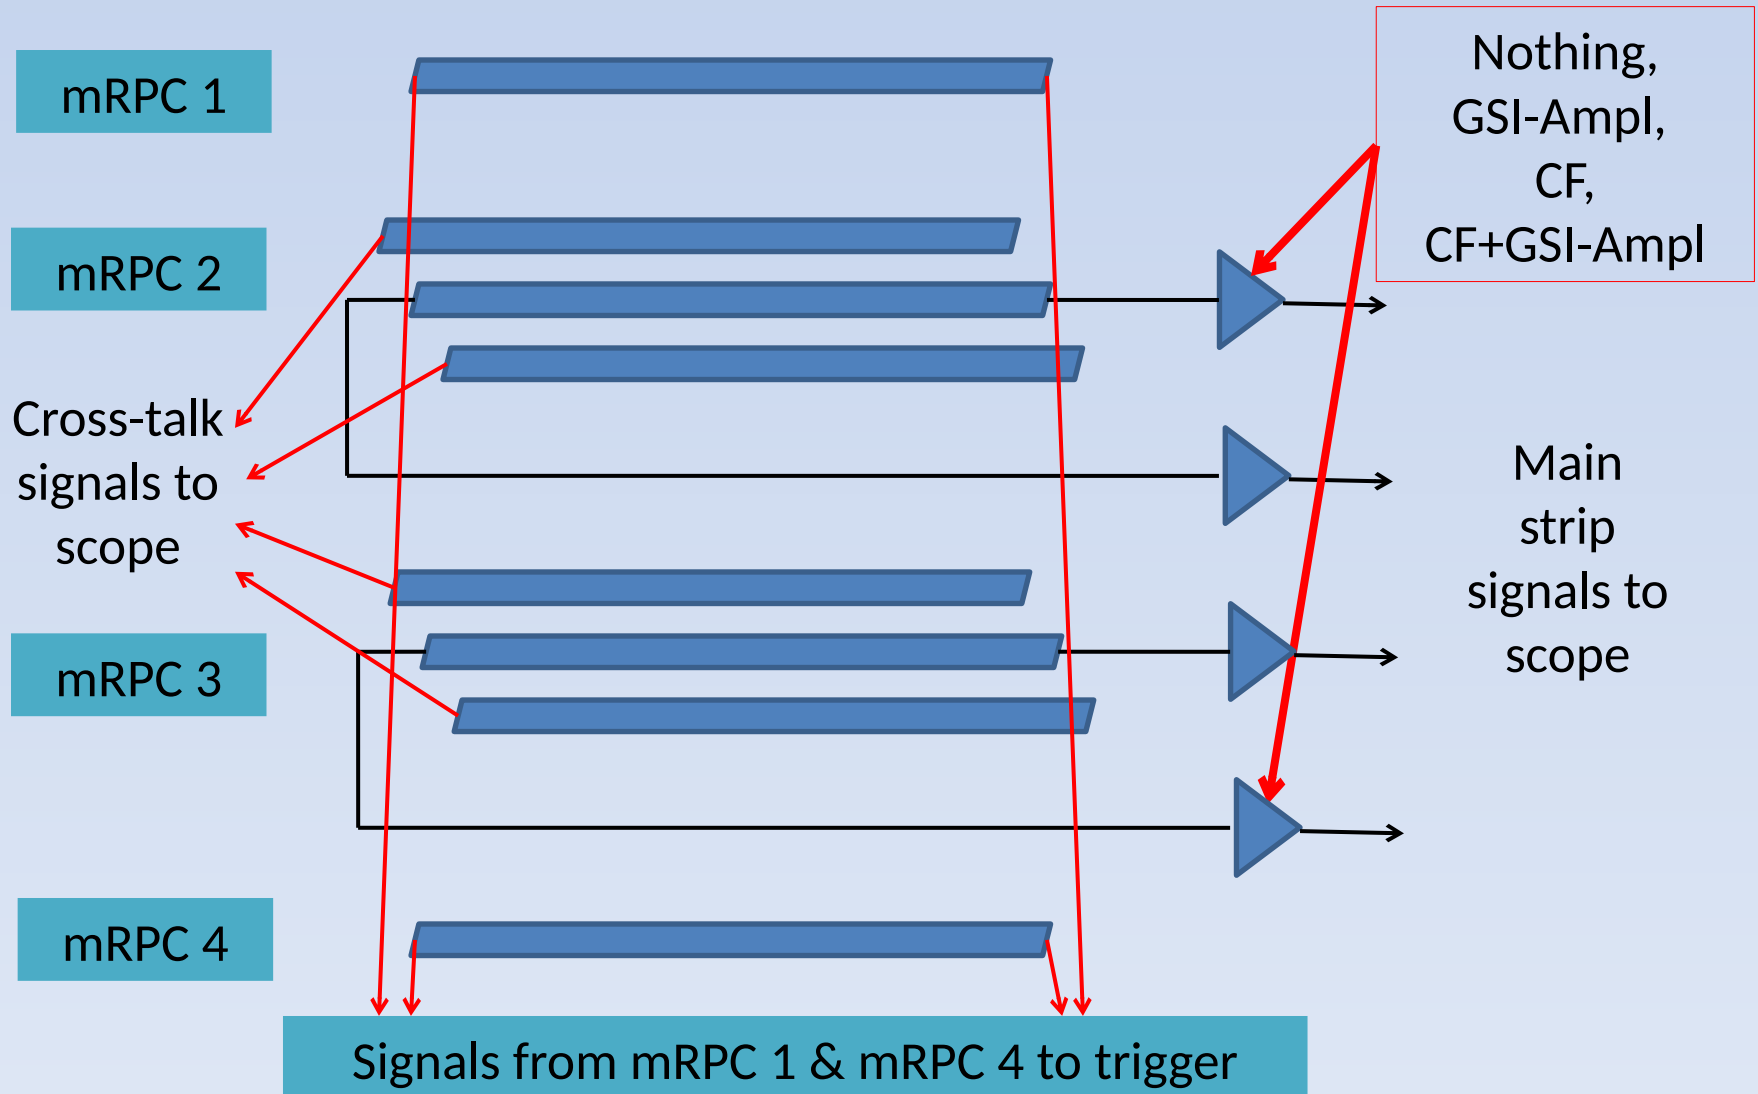 mRPC 1
Nothing,
GSI-Ampl,
CF,
CF+GSI-Ampl
mRPC 2
Cross-talk
signals to
scope
Main
strip
signals to
scope
mRPC 3
mRPC 4
Signals from mRPC 1 & mRPC 4 to trigger